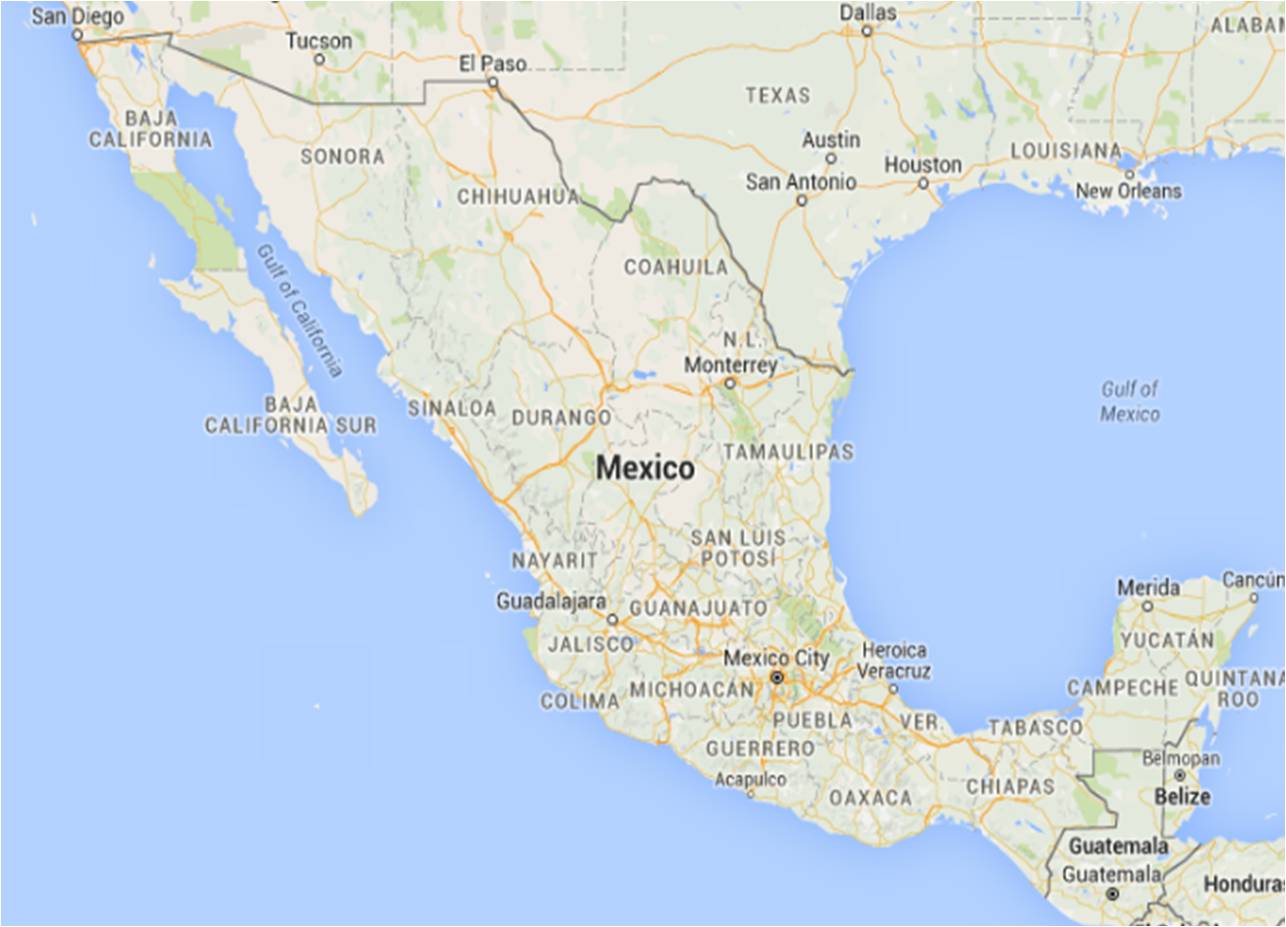 San Diego
Dallas
ALABA
Tucson
El Paso
TEXAS
BAJA
CALIFORNIA
SONORA
Austin
LOUISIANA
Houston
San Antonio
New Orleans
CHIHUAHUA
Gulf of California
COAHUILA
N.L.
Monterrey
Gulf of
Mexico
BAJA
CALIFORNIA SUR
SINALOA
DURANGO
TAMAULIPAS
Mexico
SAN LUIS
POTOSÍ
NAYARIT
Merida
Cancún
Guadalajara
GUANAJUATO
JALISCO
YUCATÁN
Mexico City
Heroica
Veracruz
COLIMA
MICHOACÁN
CAMPECHE
QUINTANA
ROO
PUEBLA
VER.
TABASCO
GUERRERO
Belmopan
Acapulco
OAXACA
CHIAPAS
Belize
Guatemala
Guatemala
Honduras